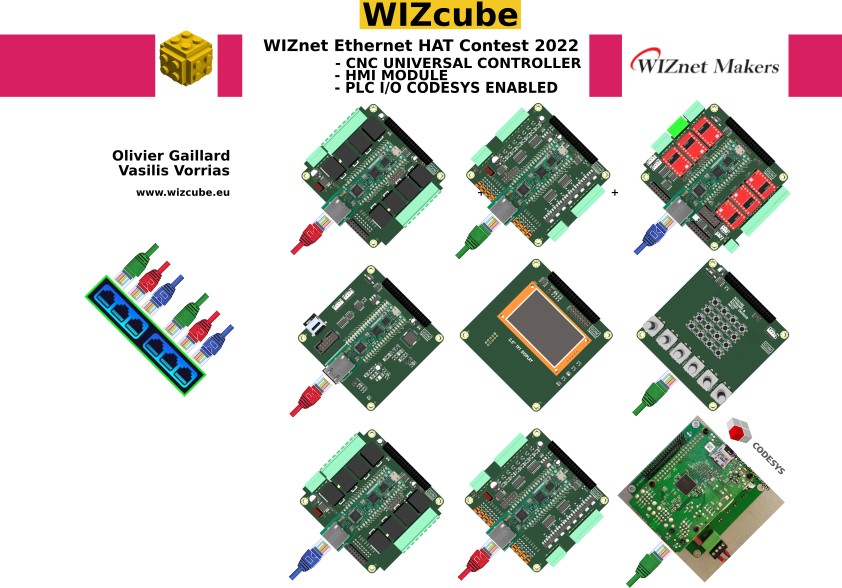 WIZcube
WIZnet Ethernet HAT Contest 2022
- CNC UNIVERSAL CONTROLLER
- HMI MODULE
- PLC I/O CODESYS ENABLED
WIZnet Makers
Olivier Gaillard
Vasilis Vorrias
www.wizcube.eu
+
+
CODESYS